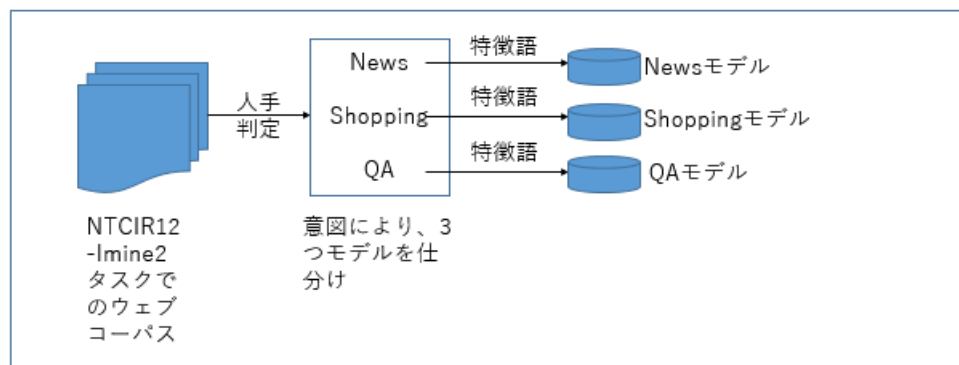 News
Shopping
QA
人手
判定
特徴語
特徴語
特徴語
Newsモデル
Shoppingモデル
QAモデル
NTCIR12
-Imine2
タスクで
のウェブ
コーパス
意図により、3
つモデルを仕
分け